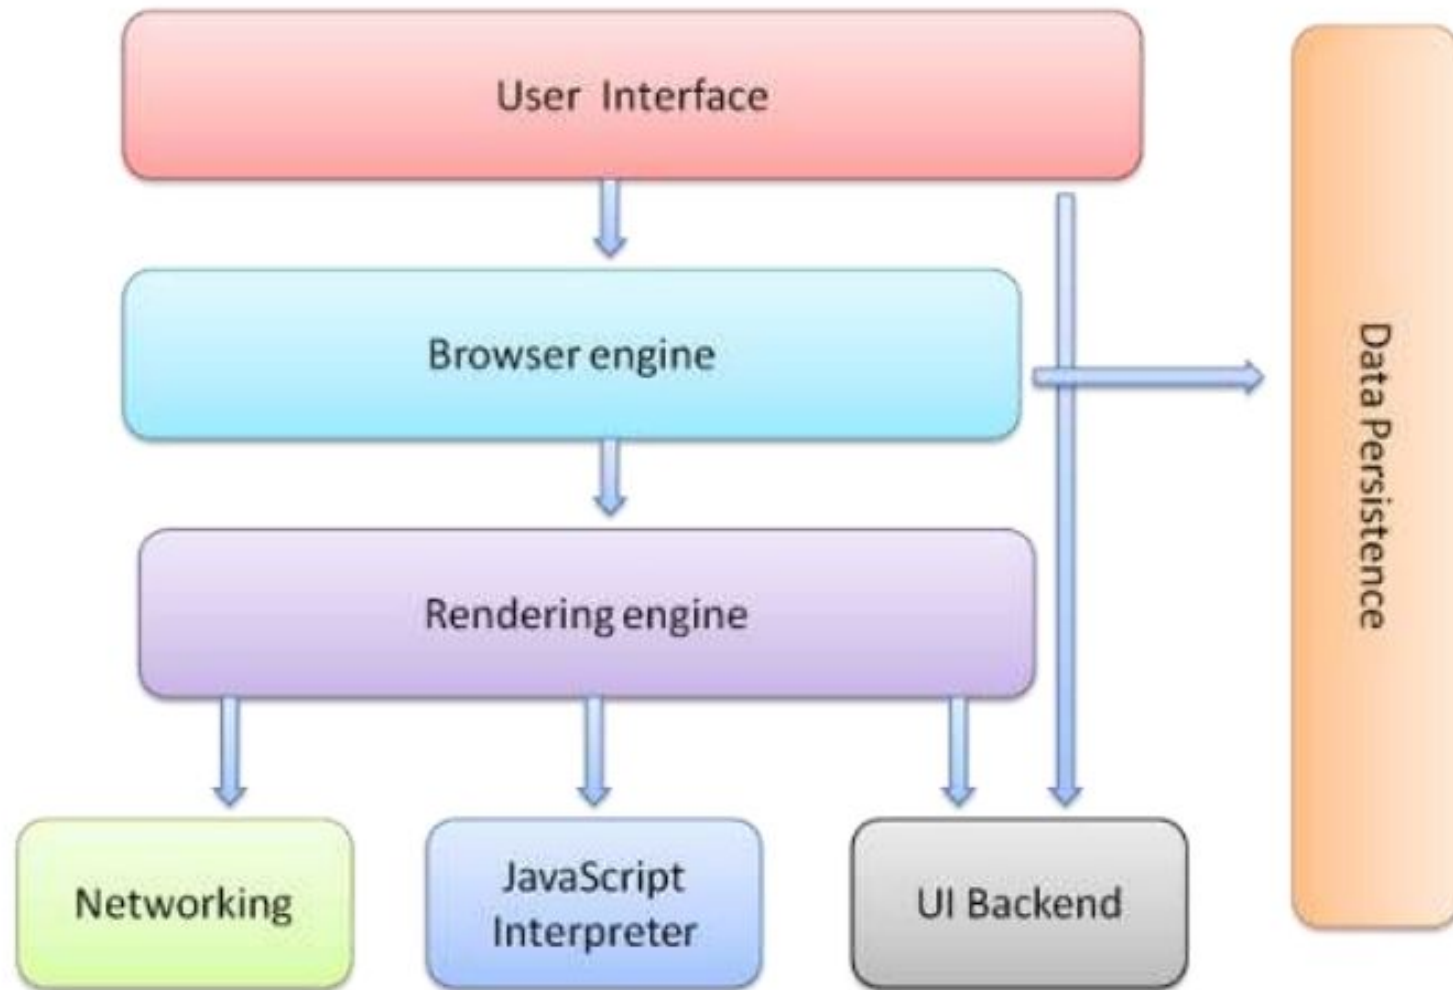 User Interface
Browser engine
Data Persistence
Rendering engine
Networking
JavaScript
Interpreter
UI Backend